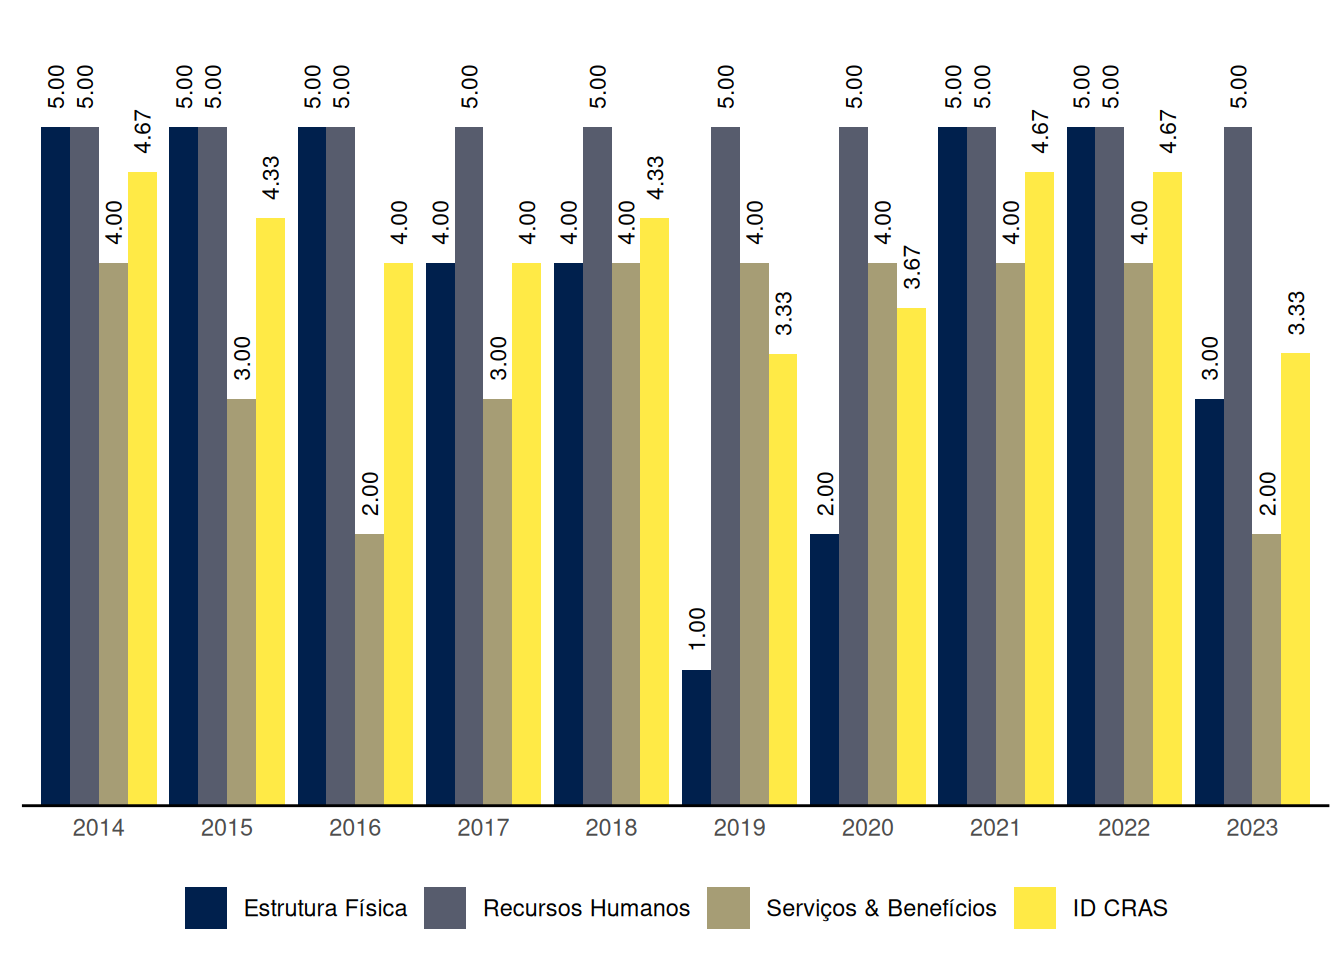 5.00 5.00 4.00 4.67 5.00 5.00 3.00 4.33 5.00 5.00 2.00 4.00 4.00 5.00 3.00 4.00 4.00 5.00 4.00 4.33 1.00 5.00 4.00 3.33 2.00 5.00 4.00 3.67 5.00 5.00 4.00 4.67 5.00 5.00 4.00 4.67 3.00 5.00 2.00 3.33
2014 2015 2016 2017 2018 2019 2020 2021 2022 2023
Estrutura Física Recursos Humanos Serviços & Benefícios ID CRAS